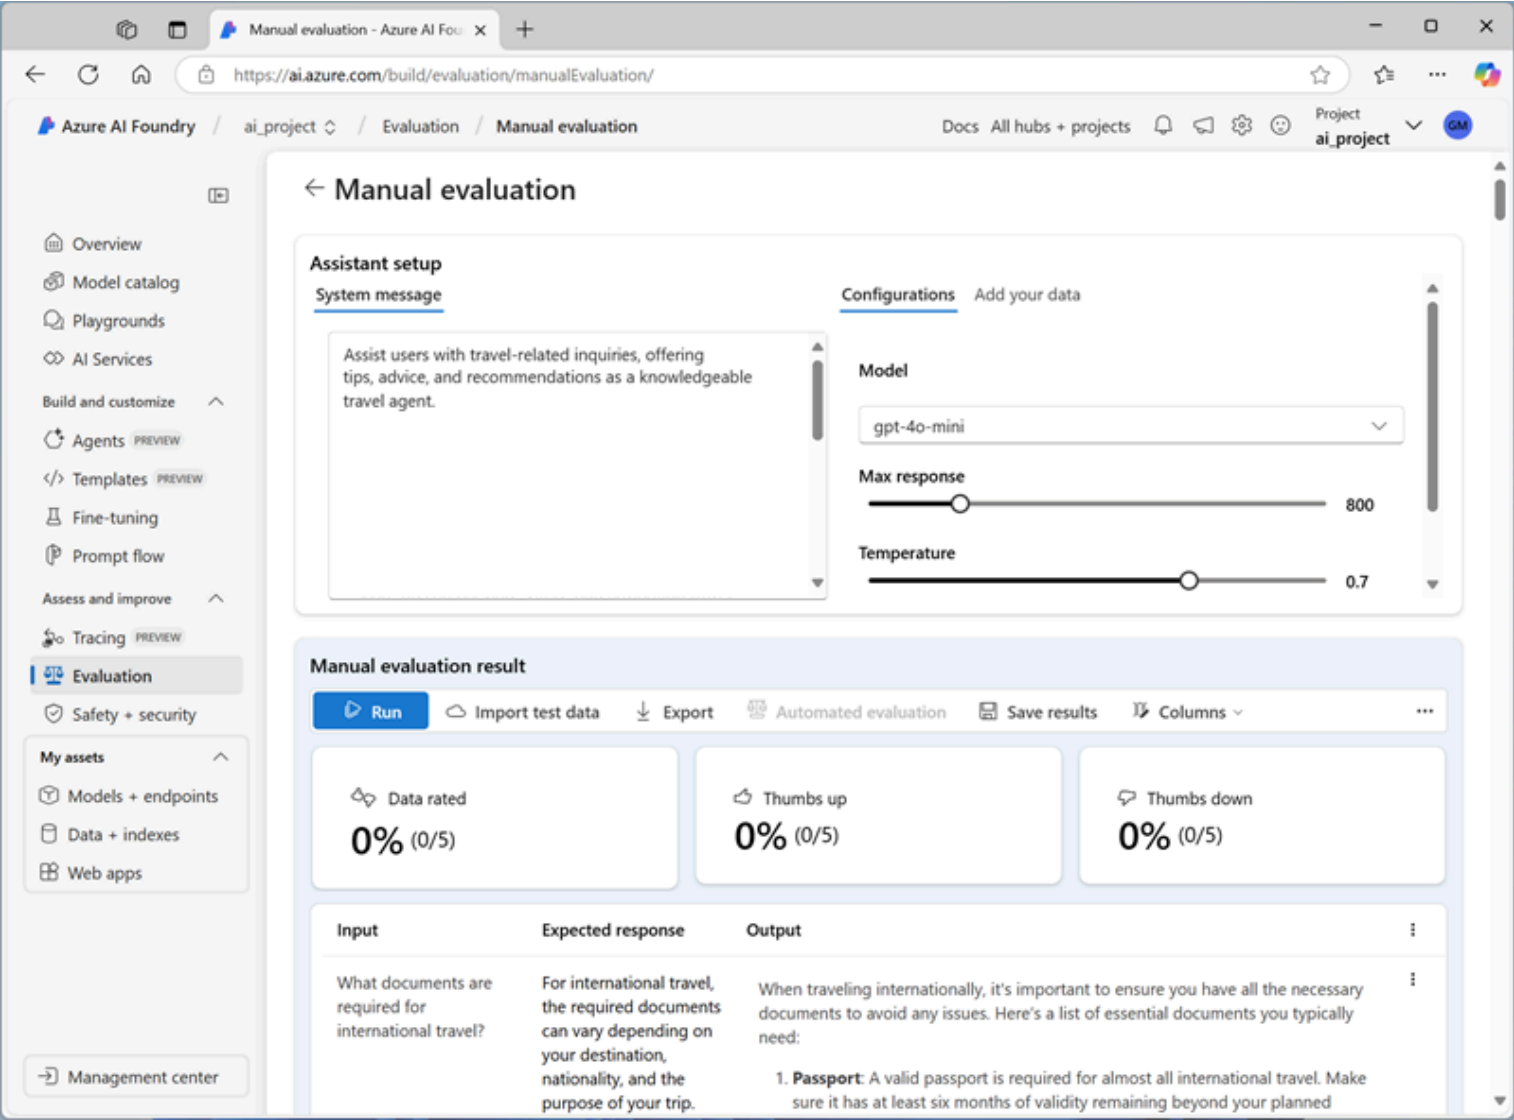 Manual evaluation - Azure AI Fou
https://ai.azure.com/build/evaluation/manualEvaluation/
Azure AI Foundry / ai_project / Evaluation / Manual evaluation
Docs All hubs + projects
Project
ai_project
GM
Overview
Model catalog
Playgrounds
AI Services
Build and customize
Agents PREVIEW
Templates PREVIEW
Fine-tuning
Prompt flow
Assess and improve
Tracing PREVIEW
Evaluation
Safety + security
My assets
Models + endpoints
Data + indexes
Web apps
Management center
Manual evaluation
Assistant setup
System message
Assist users with travel-related inquiries, offering
tips, advice, and recommendations as a knowledgeable
travel agent.
Configurations Add your data
Model
gpt-4o-mini
Max response
800
Temperature
0.7
Manual evaluation result
Run Import test data Export Automated evaluation Save results Columns
Data rated
0% (0/5)
Thumbs up
0% (0/5)
Thumbs down
0% (0/5)
Input Expected response Output
What documents are
required for
international travel?
For international travel,
the required documents
can vary depending on
your destination,
nationality, and the
purpose of your trip.
When traveling internationally, it's important to ensure you have all the necessary
documents to avoid any issues. Here's a list of essential documents you typically
need:
1. Passport: A valid passport is required for almost all international travel. Make
sure it has at least six months of validity remaining beyond your planned